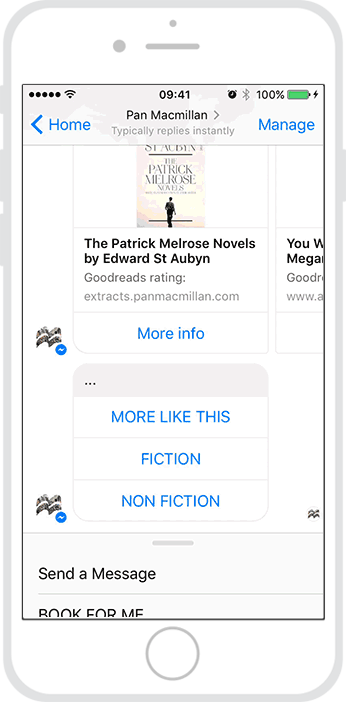 09:41
100%
Home
Pan Macmillan
Typically replies instantly
Manage
ST AUBYN
THE
PATRICK
MELROSE
NOVELS
The Patrick Melrose Novels
by Edward St Aubyn
Goodreads rating:
extracts.panmacmillan.com
More info
You W
Megar
Goodr
www.a
...
MORE LIKE THIS
FICTION
NON FICTION
Send a Message
BOOK FOR ME